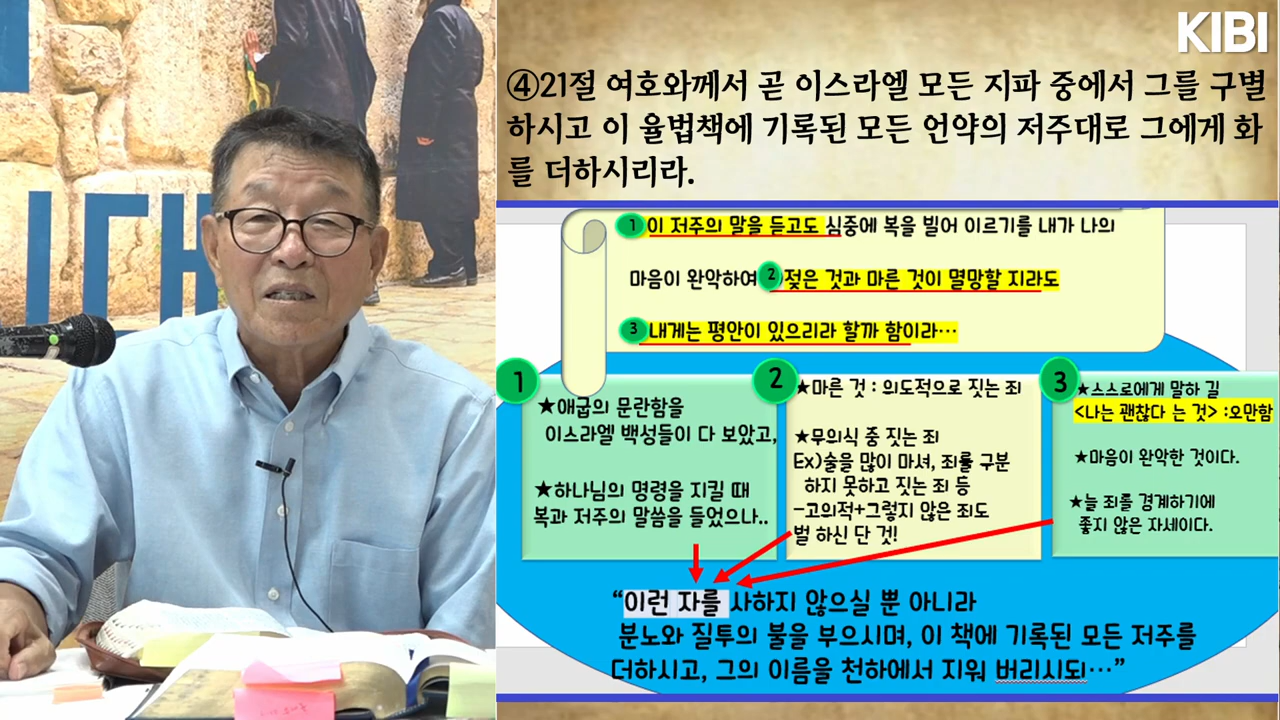 KIBI
④21절 여호와께서 곧 이스라엘 모든 지파 중에서 그를 구별
하시고 이 율법책에 기록된 모든 언약의 저주대로 그에게 화
를 더하시리라.
1 이 저주의 말을 듣고도 심중에 복을 빌어 이르기를 내가 나의
마음이 완악하여 2 젖은 것과 마른 것이 멸망할 지라도
3 내게는 평안이 있으리라 할까 함이라…
1
★애굽의 문란함을
이스라엘 백성들이 다 보았고,
★하나님의 명령을 지킬 때
복과 저주의 말씀을 들었으나..
2
★마른 것 : 의도적으로 짓는 죄
★무의식 중 짓는 죄
Ex)술을 많이 마셔, 죄를 구분
하지 못하고 짓는 죄 등
-고의적+그렇지 않은 죄도
벌 하신 단 것!
3
★스스로에게 말하 길
<나는 괜찮다 는 것> :오만함
★마음이 완악한 것이다.
★늘 죄를 경계하기에
좋지 않은 자세이다.
“이런 자를 사하지 않으실 뿐 아니라
분노와 질투의 불을 부으시며, 이 책에 기록된 모든 저주를
더하시고, 그의 이름을 천하에서 지워 버리시되…”